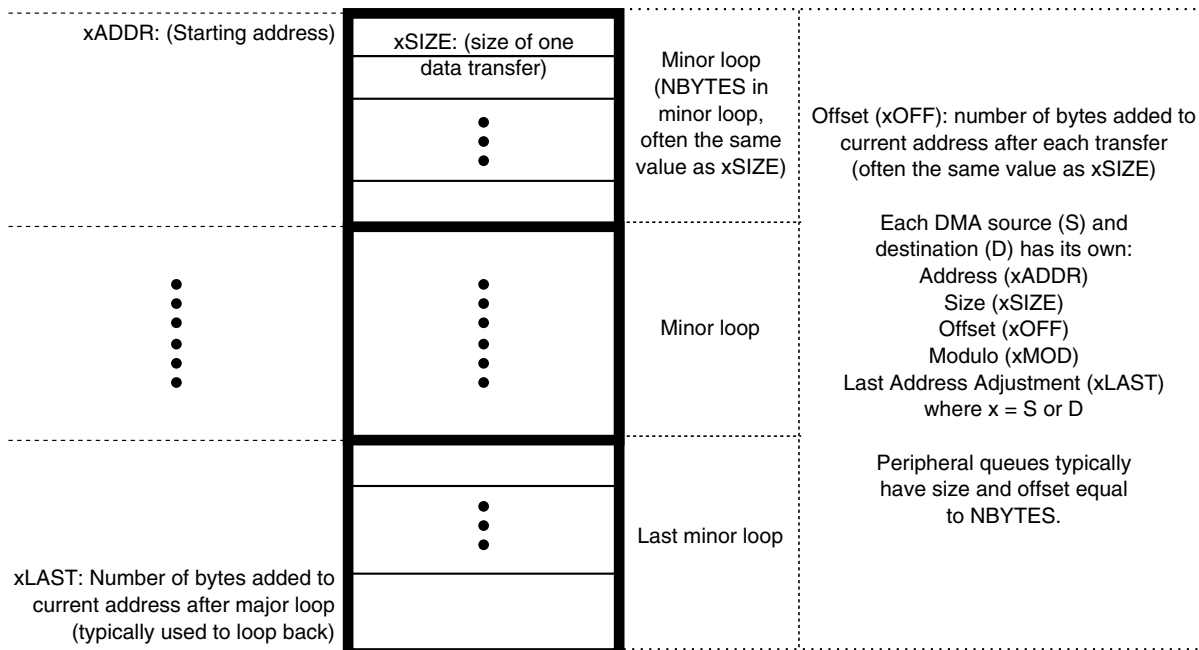 xADDR: (Starting address)
xSIZE: (size of one
data transfer)
Minor loop
(NBYTES in
minor loop,
often the same
value as xSIZE)
Offset (xOFF): number of bytes added to
current address after each transfer
(often the same value as xSIZE)
Each DMA source (S) and
destination (D) has its own:
Address (xADDR)
Size (xSIZE)
Offset (xOFF)
Modulo (xMOD)
Last Address Adjustment (xLAST)
where x = S or D
Peripheral queues typically
have size and offset equal
to NBYTES.
Minor loop
Last minor loop
xLAST: Number of bytes added to
current address after major loop
(typically used to loop back)